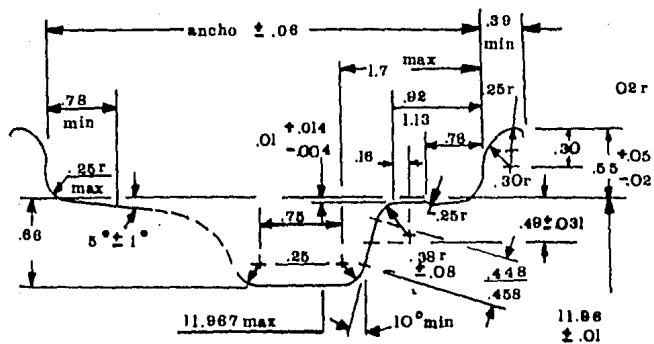 ancho ± .06
.39
min
max
1.7
.78
min
.92
.25r
.02r
1.13
.01 +.014
-.004
.16
.76
.30
.55 +.05
-.02
.25r
max
.30r
.25r
.75
.49±.031
.66
5°±1°
.25
.38r
±.08
.448
.458
11.967 max
10°min
11.96
±.01